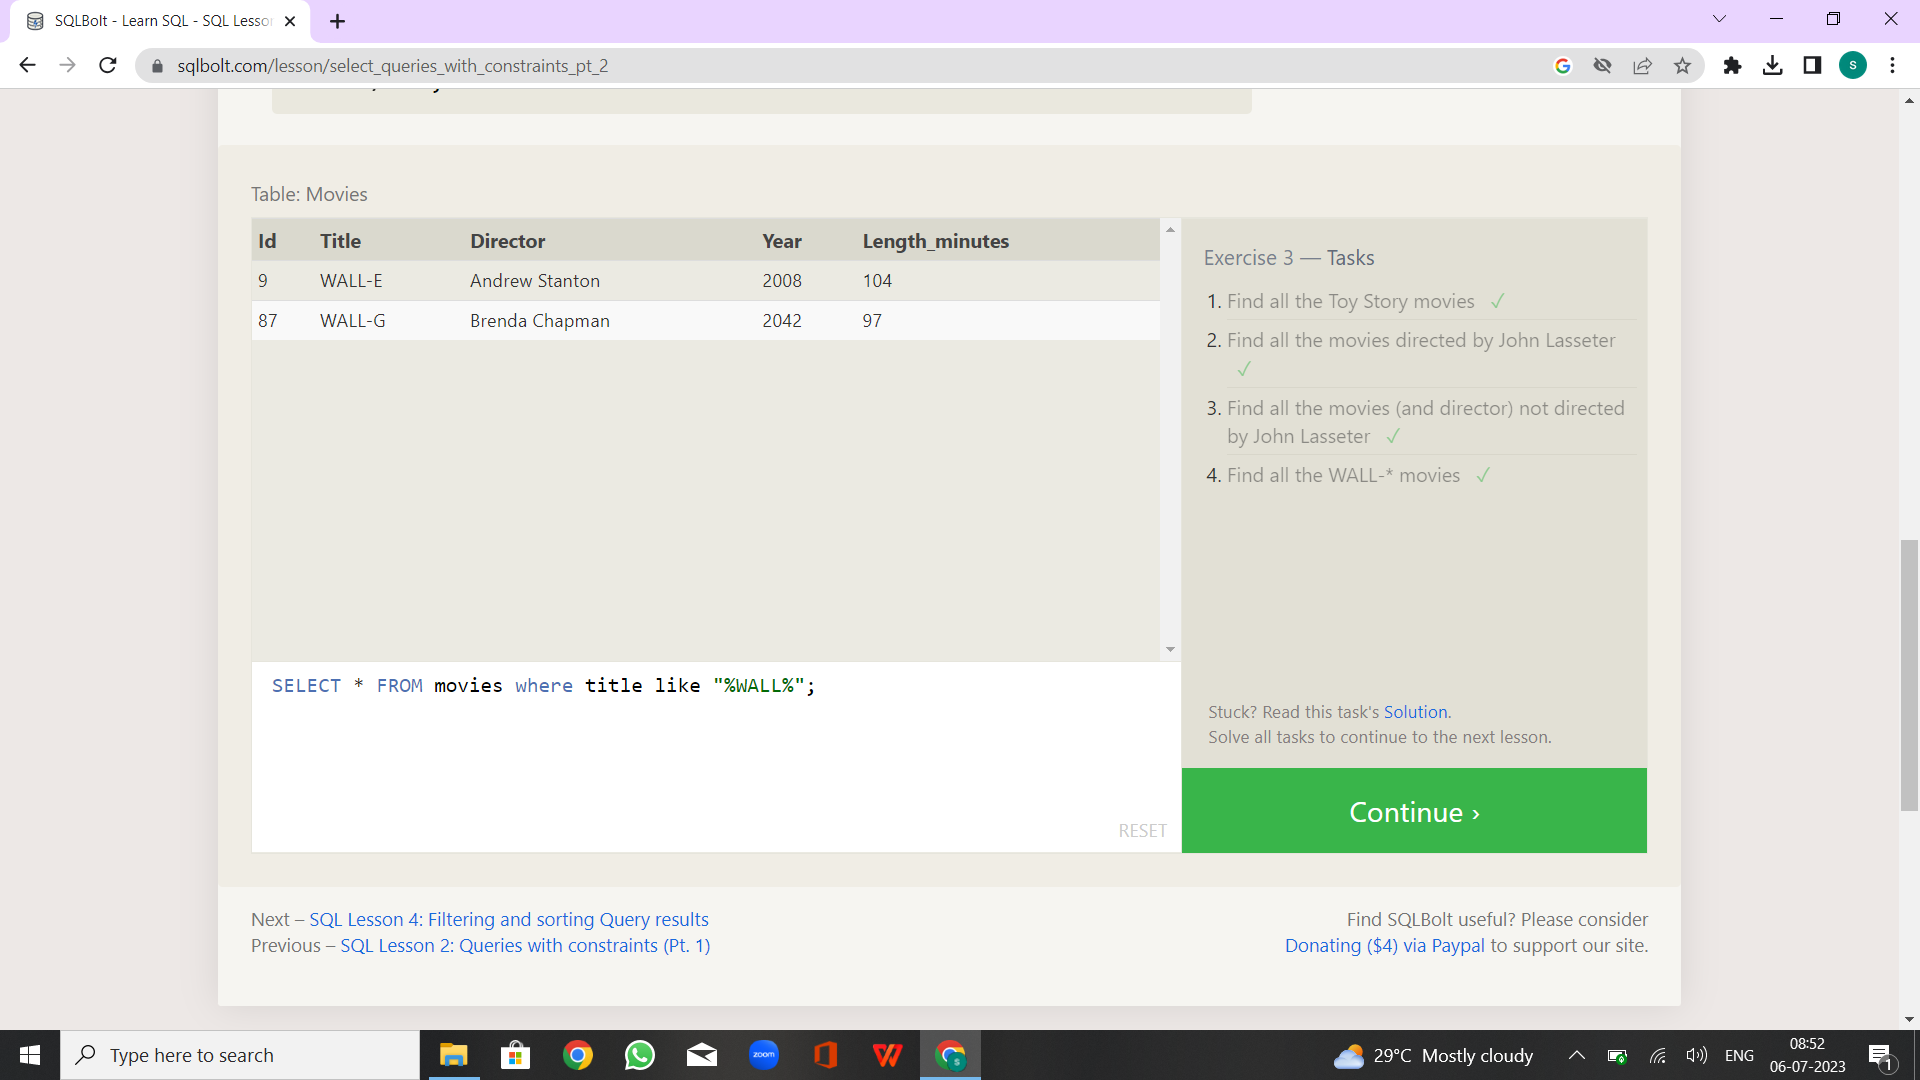 SQLBolt - Learn SQL - SQL Lesso
sqlbolt.com/lesson/select_queries_with_constraints_pt_2
S
Table: Movies
Id Title Director Year Length_minutes
9 WALL-E Andrew Stanton 2008 104
87 WALL-G Brenda Chapman 2042 97
SELECT * FROM movies where title like "%WALL%";
RESET
Exercise 3 — Tasks
1. Find all the Toy Story movies ✓
2. Find all the movies directed by John Lasseter
✓
3. Find all the movies (and director) not directed
by John Lasseter ✓
4. Find all the WALL-* movies ✓
Stuck? Read this task's Solution.
Solve all tasks to continue to the next lesson.
Continue ›
Next – SQL Lesson 4: Filtering and sorting Query results
Previous – SQL Lesson 2: Queries with constraints (Pt. 1)
Find SQLBolt useful? Please consider
Donating ($4) via Paypal to support our site.
Type here to search
zoom
S
29°C Mostly cloudy
ENG
08:52
06-07-2023
1